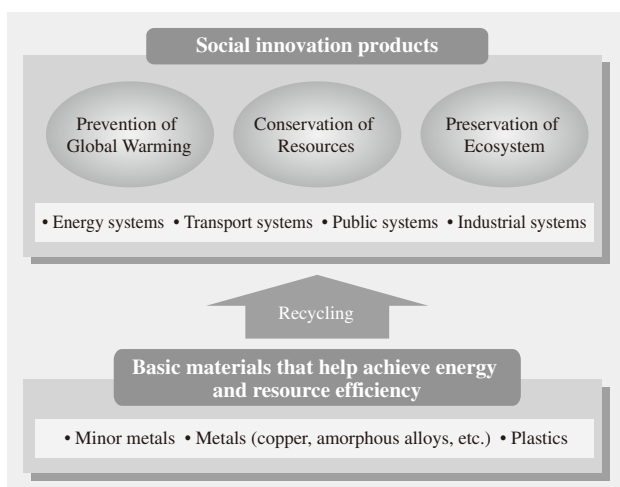 Social innovation products
Prevention of
Global Warming
Conservation of
Resources
Preservation of
Ecosystem
• Energy systems • Transport systems • Public systems • Industrial systems
Recycling
Basic materials that help achieve energy
and resource efficiency
• Minor metals • Metals (copper, amorphous alloys, etc.) • Plastics